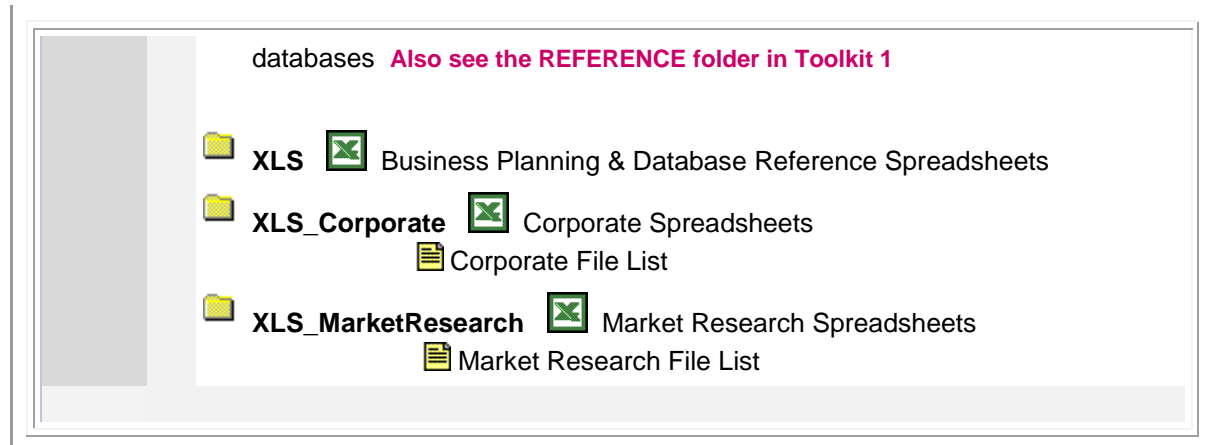 databases Also see the REFERENCE folder in Toolkit 1
XLS Business Planning & Database Reference Spreadsheets
XLS_Corporate Corporate Spreadsheets
Corporate File List
XLS_MarketResearch Market Research Spreadsheets
Market Research File List